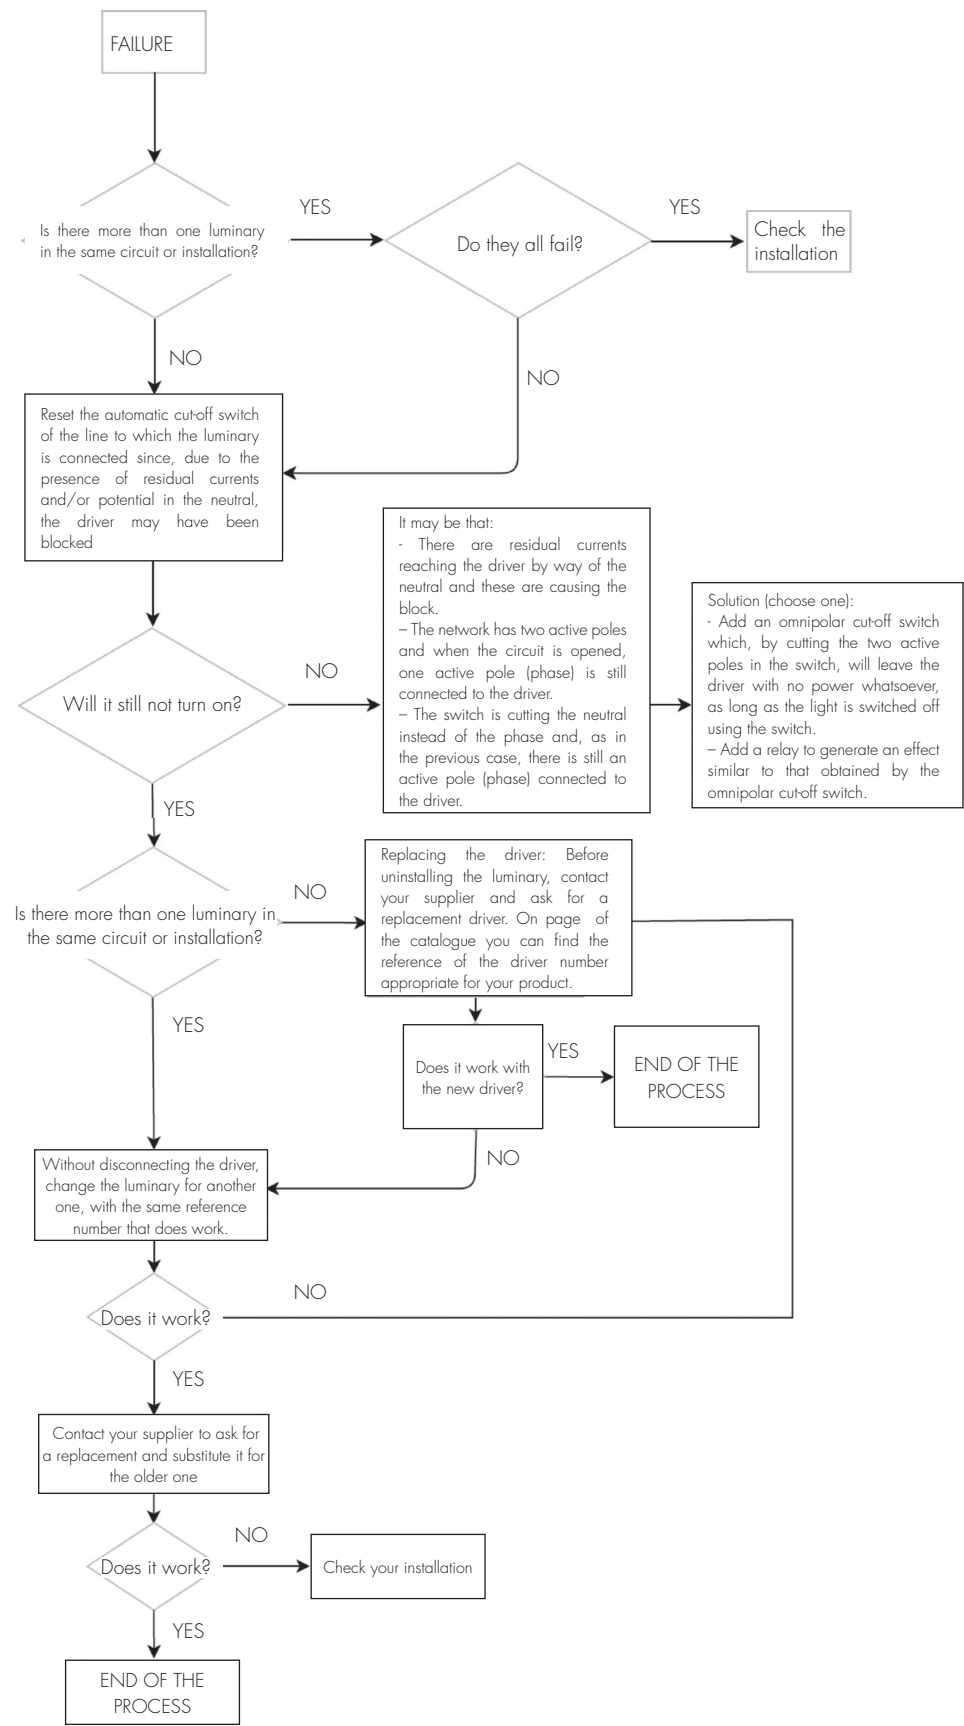 FAILURE
Is there more than one luminary
in the same circuit or installation?
YES
Do they all fail?
YES
Check the
installation
NO
NO
Reset the automatic cut-off switch
of the line to which the luminary
is connected since, due to the
presence of residual currents
and/or potential in the neutral,
the driver may have been
blocked
It may be that:
- There are residual currents
reaching the driver by way of the
neutral and these are causing the
block.
– The network has two active poles
and when the circuit is opened,
one active pole (phase) is still
connected to the driver.
– The switch is cutting the neutral
instead of the phase and, as in
the previous case, there is still an
active pole (phase) connected to
the driver.
Solution (choose one):
- Add an omnipolar cut-off switch
which, by cutting the two active
poles in the switch, will leave the
driver with no power whatsoever,
as long as the light is switched off
using the switch.
– Add a relay to generate an effect
similar to that obtained by the
omnipolar cut-off switch.
Will it still not turn on?
NO
YES
Is there more than one luminary in
the same circuit or installation?
NO
Replacing the driver: Before
uninstalling the luminary, contact
your supplier and ask for a
replacement driver. On page of
the catalogue you can find the
reference of the driver number
appropriate for your product.
YES
Does it work with
the new driver?
YES
END OF THE
PROCESS
NO
Without disconnecting the driver,
change the luminary for another
one, with the same reference
number that does work.
Does it work?
NO
YES
Contact your supplier to ask for
a replacement and substitute it for
the older one
Does it work?
NO
Check your installation
YES
END OF THE
PROCESS